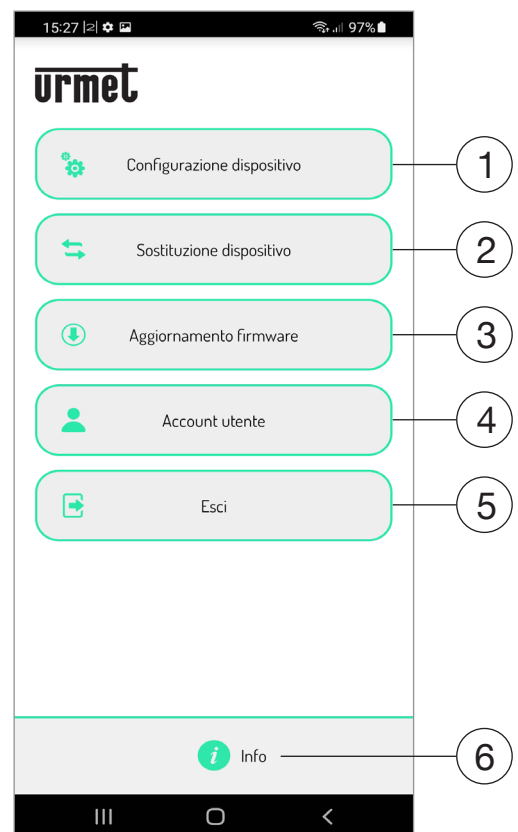 15:27 97%
urmet
Configurazione dispositivo 1
Sostituzione dispositivo 2
Aggiornamento firmware 3
Account utente 4
Esci 5
i Info 6